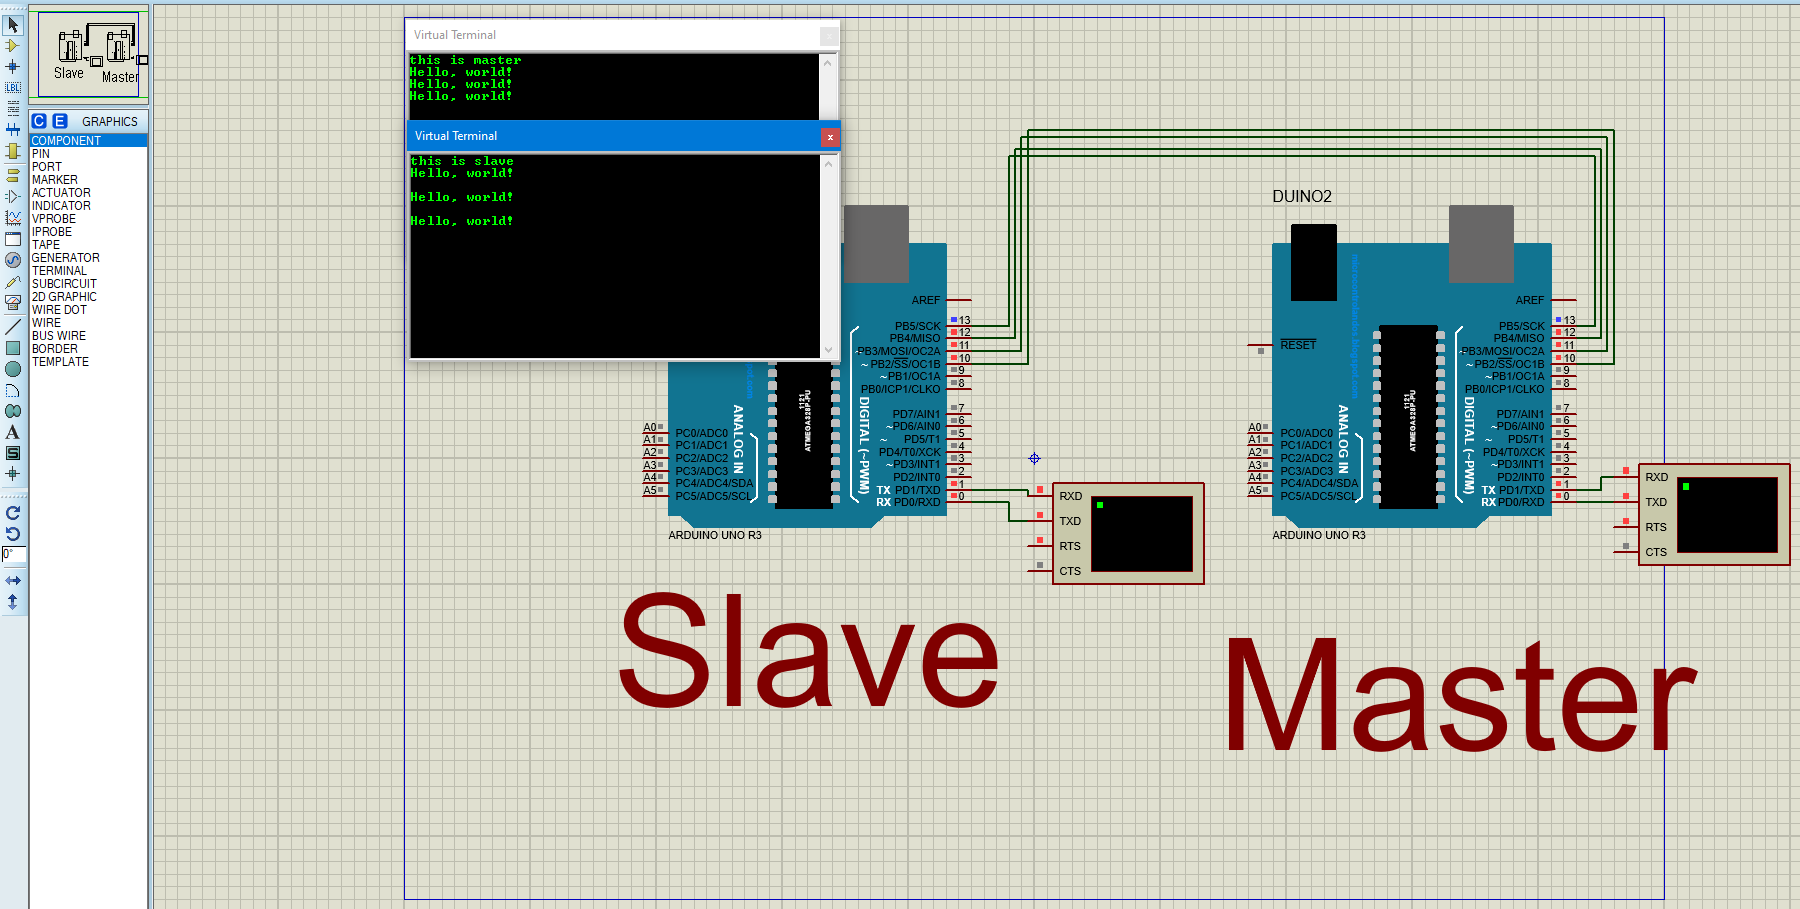 Slave
Master
C E GRAPHICS
COMPONENT
PIN
PORT
MARKER
ACTUATOR
INDICATOR
VPROBE
IPROBE
TAPE
GENERATOR
TERMINAL
SUBCIRCUIT
2D GRAPHIC
WIRE DOT
WIRE
BUS WIRE
BORDER
TEMPLATE
LBL
A
S
0°
Virtual Terminal
this is master
Hello, world!
Hello, world!
Hello, world!
Virtual Terminal
x
this is slave
Hello, world!
Hello, world!
Hello, world!
AREF
PB5/SCK 13
PB4/MISO 12
~PB3/MOSI/OC2A 11
~PB2/SS/OC1B 10
~PB1/OC1A 9
PB0/ICP1/CLKO 8
PD7/AIN1 7
~PD6/AIN0 6
~PD5/T1 5
PD4/T0/XCK 4
~PD3/INT1 3
PD2/INT0 2
TX PD1/TXD 1
RX PD0/RXD 0
DIGITAL (~PWM)
ANALOG IN
ATMEGA328P-PU
1121
A0 PC0/ADC0
A1 PC1/ADC1
A2 PC2/ADC2
A3 PC3/ADC3
A4 PC4/ADC4/SDA
A5 PC5/ADC5/SCL
ARDUINO UNO R3
RXD
TXD
RTS
CTS
Slave
DUINO2
microcontrolandos.blogspot.com
RESET
AREF
PB5/SCK 13
PB4/MISO 12
~PB3/MOSI/OC2A 11
~PB2/SS/OC1B 10
~PB1/OC1A 9
PB0/ICP1/CLKO 8
PD7/AIN1 7
~PD6/AIN0 6
~PD5/T1 5
PD4/T0/XCK 4
~PD3/INT1 3
PD2/INT0 2
TX PD1/TXD 1
RX PD0/RXD 0
DIGITAL (~PWM)
ANALOG IN
ATMEGA328P-PU
1121
A0 PC0/ADC0
A1 PC1/ADC1
A2 PC2/ADC2
A3 PC3/ADC3
A4 PC4/ADC4/SDA
A5 PC5/ADC5/SCL
ARDUINO UNO R3
RXD
TXD
RTS
CTS
Master